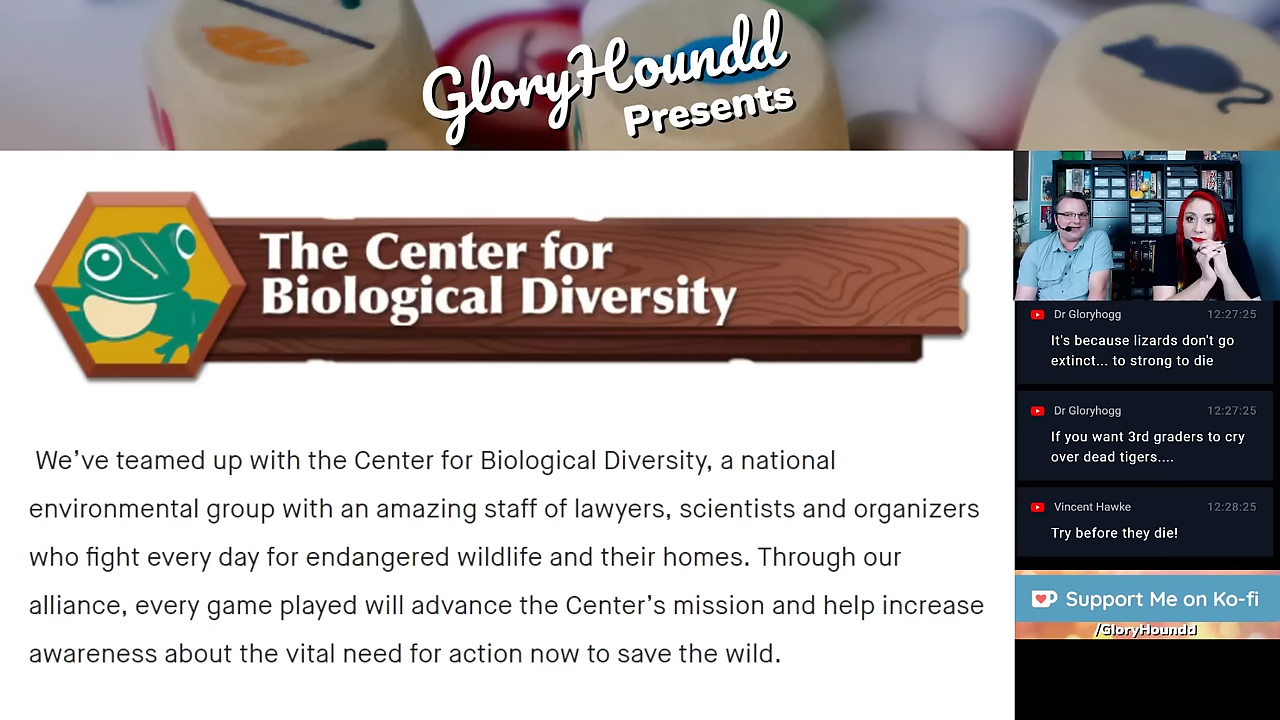 GloryHoundd
Presents
The Center for
Biological Diversity
We've teamed up with the Center for Biological Diversity, a national
environmental group with an amazing staff of lawyers, scientists and organizers
who fight every day for endangered wildlife and their homes. Through our
alliance, every game played will advance the Center's mission and help increase
awareness about the vital need for action now to save the wild.
Dr Gloryhogg 12:27:25
It's because lizards don't go
extinct... to strong to die
Dr Gloryhogg 12:27:25
If you want 3rd graders to cry
over dead tigers....
Vincent Hawke 12:28:25
Try before they die!
Support Me on Ko-fi
/GloryHoundd